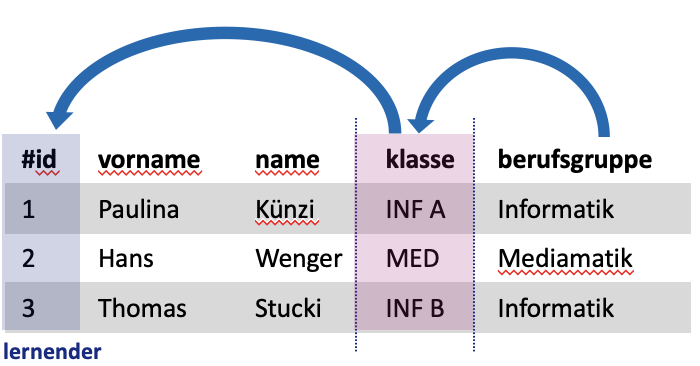 #id vorname name klasse berufsgruppe
1 Paulina Künzi INF A Informatik
2 Hans Wenger MED Mediamatik
3 Thomas Stucki INF B Informatik
lernender